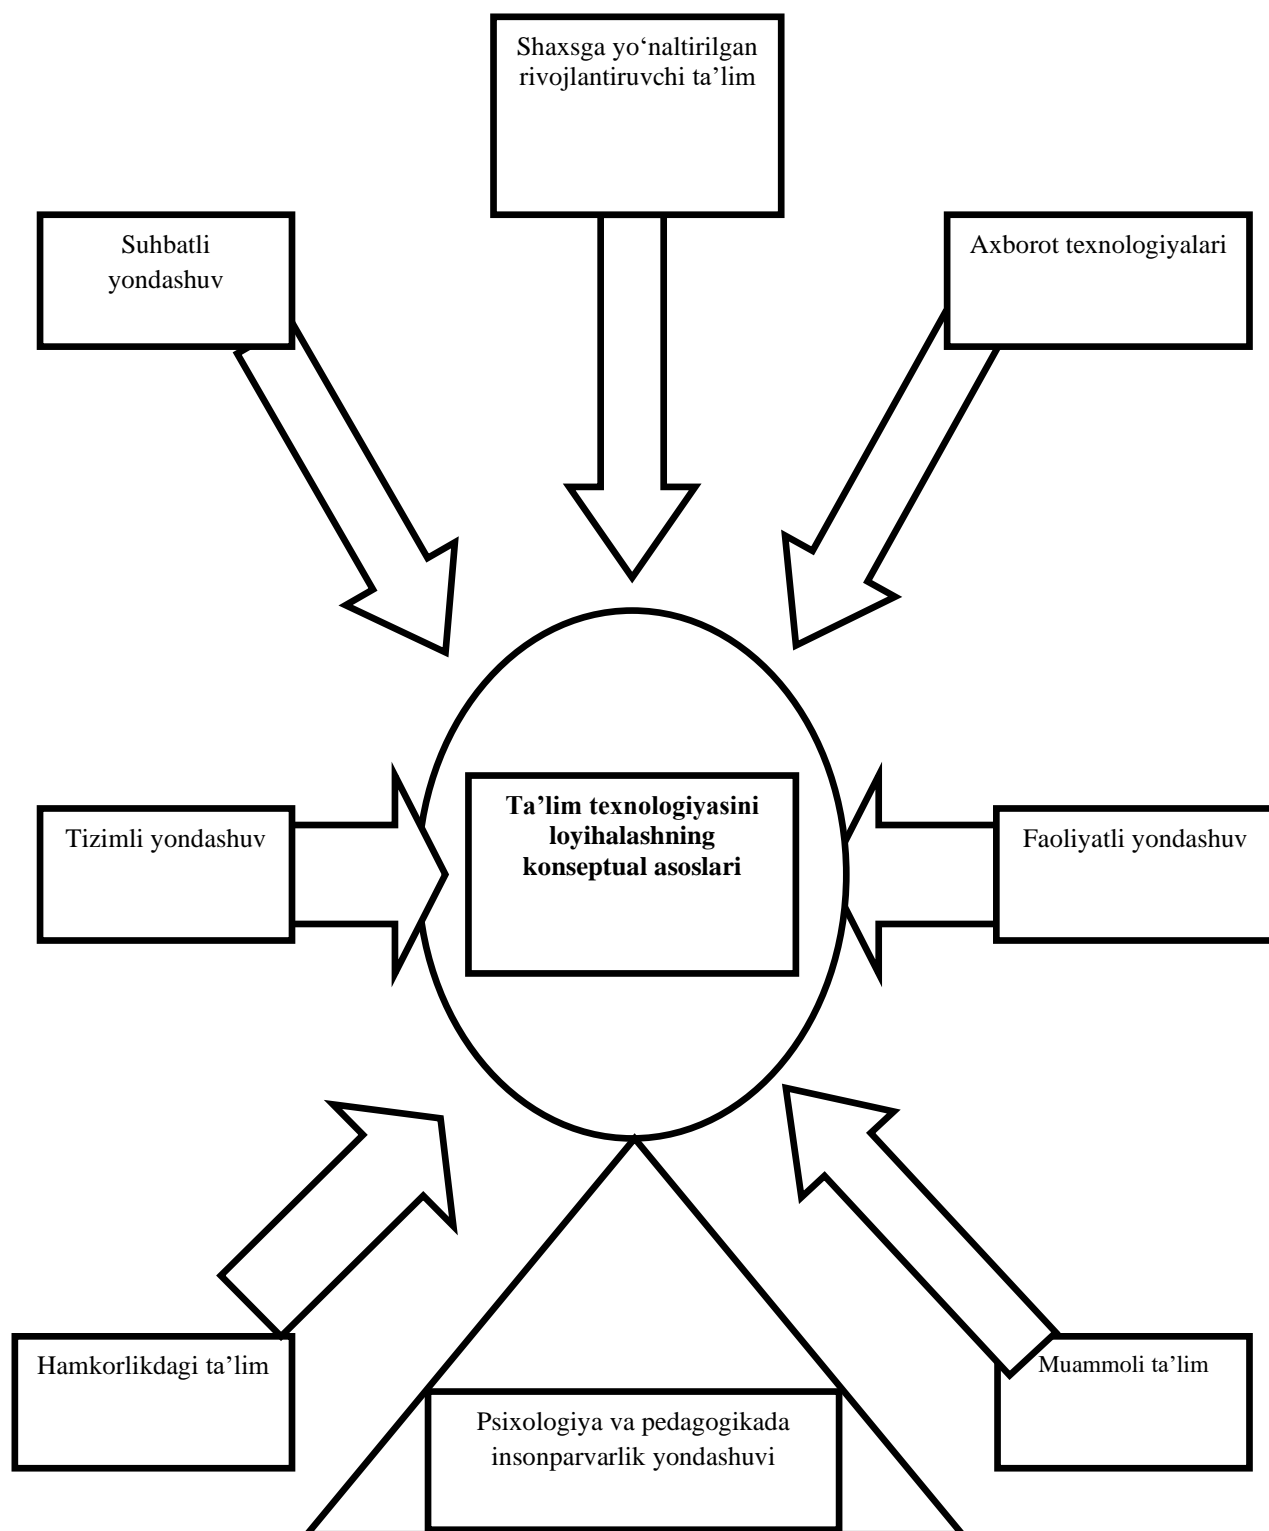 Shaxsga yo‘naltirilgan
rivojlantiruvchi ta’lim
Suhbatli
yondashuv
Axborot texnologiyalari
Tizimli yondashuv
Ta’lim texnologiyasini
loyihalashning
konseptual asoslari
Faoliyatli yondashuv
Hamkorlikdagi ta’lim
Muammoli ta’lim
Psixologiya va pedagogikada
insonparvarlik yondashuvi